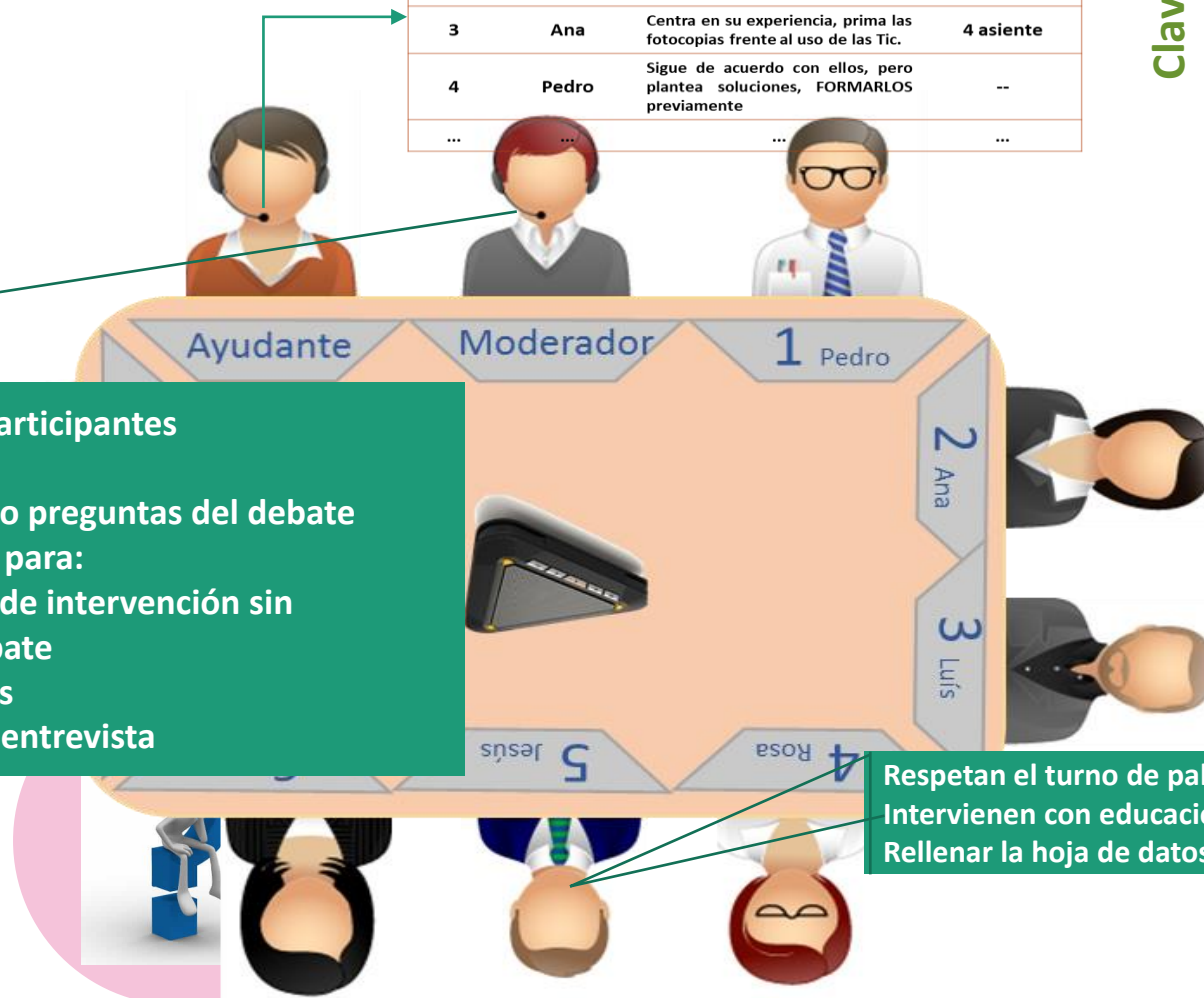 3 Ana Centra en su experiencia, prima las fotocopias frente al uso de las Tic. 4 asiente
4 Pedro Sigue de acuerdo con ellos, pero plantea soluciones, FORMARLOS previamente --
... ... ... ...
Clav
Ayudante
Moderador
1 Pedro
2 Ana
3 Luís
4 Rosa
5 Jesús
articipantes
o preguntas del debate
para:
de intervención sin
bate
s
entrevista
Respetan el turno de pal
Intervienen con educaci
Rellenar la hoja de datos